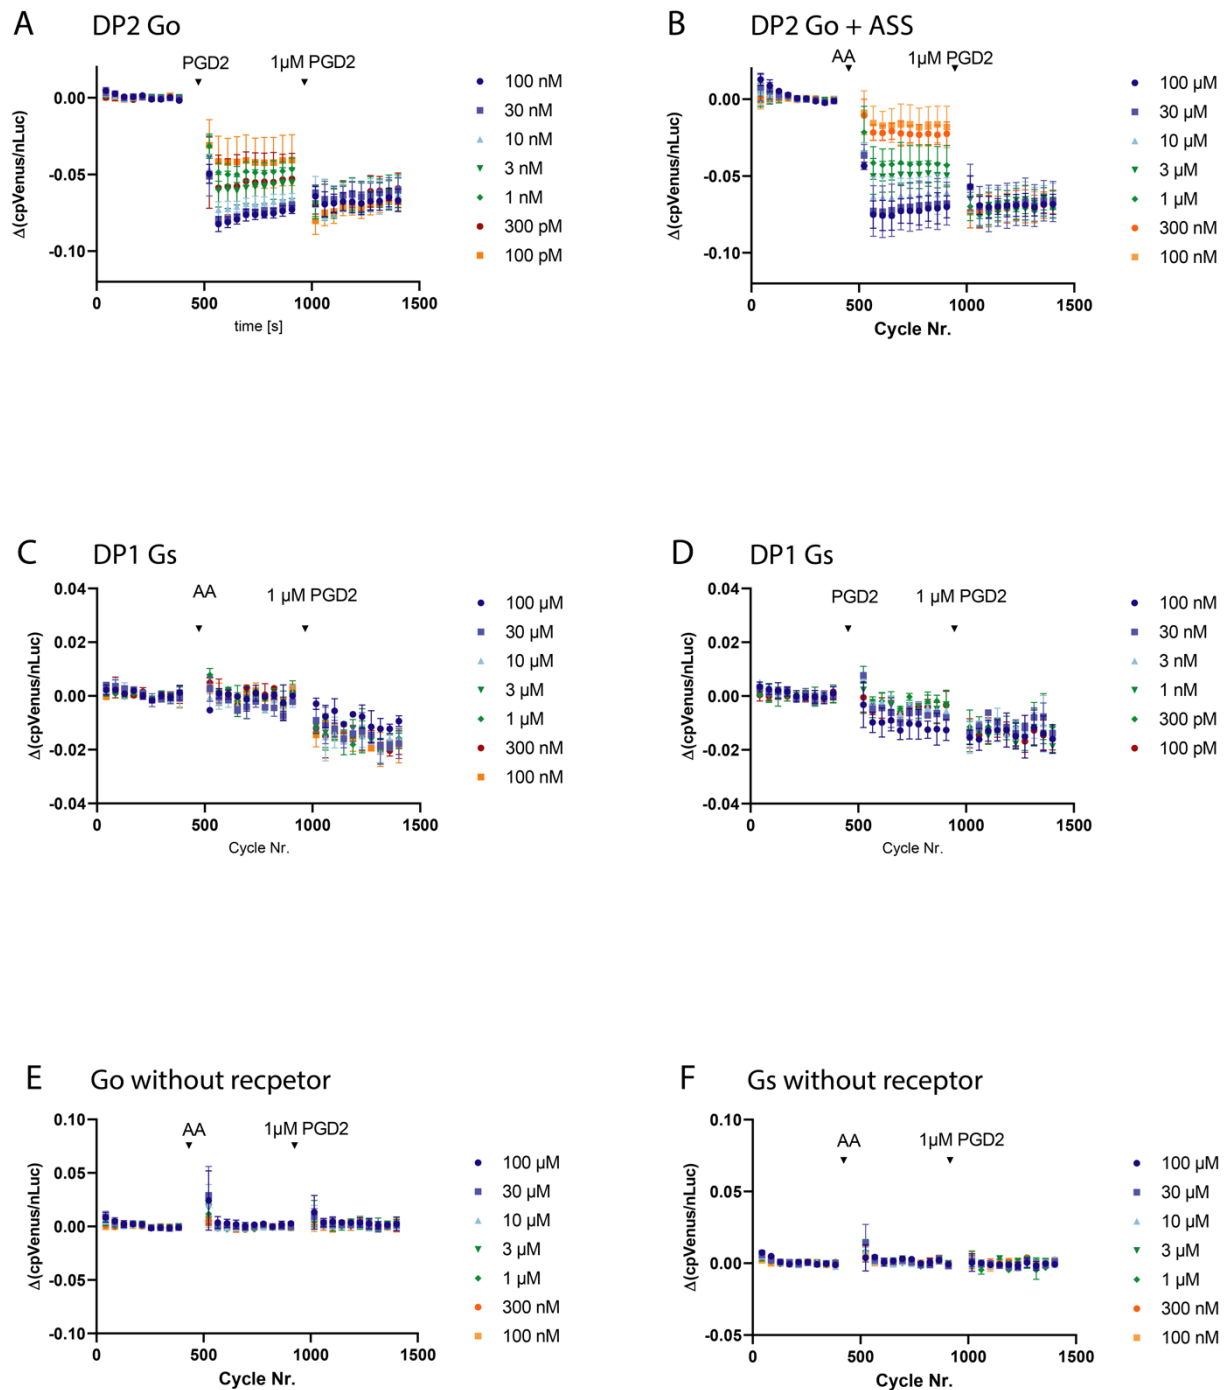 A DP2 Go
PGD2 1µM PGD2
0.00
-0.05
-0.10
Δ(cpVenus/nLuc)
0 500 1000 1500
time [s]
100 nM
30 nM
10 nM
3 nM
1 nM
300 pM
100 pM
B DP2 Go + ASS
AA 1µM PGD2
0.00
-0.05
-0.10
Δ(cpVenus/nLuc)
0 500 1000 1500
Cycle Nr.
100 µM
30 µM
10 µM
3 µM
1 µM
300 nM
100 nM
C DP1 Gs
AA 1 µM PGD2
0.04
0.02
0.00
-0.02
-0.04
Δ(cpVenus/nLuc)
0 500 1000 1500
Cycle Nr.
100 µM
30 µM
10 µM
3 µM
1 µM
300 nM
100 nM
D DP1 Gs
PGD2 1 µM PGD2
0.04
0.02
0.00
-0.02
-0.04
Δ(cpVenus/nLuc)
0 500 1000 1500
Cycle Nr.
100 nM
30 nM
3 nM
1 nM
300 pM
100 pM
E Go without recpetor
AA 1µM PGD2
0.10
0.05
0.00
-0.05
-0.10
Δ(cpVenus/nLuc)
0 500 1000 1500
Cycle Nr.
100 µM
30 µM
10 µM
3 µM
1 µM
300 nM
100 nM
F Gs without receptor
AA 1µM PGD2
0.10
0.05
0.00
-0.05
Δ(cpVenus/nLuc)
0 500 1000 1500
Cycle Nr.
100 µM
30 µM
10 µM
3 µM
1 µM
300 nM
100 nM